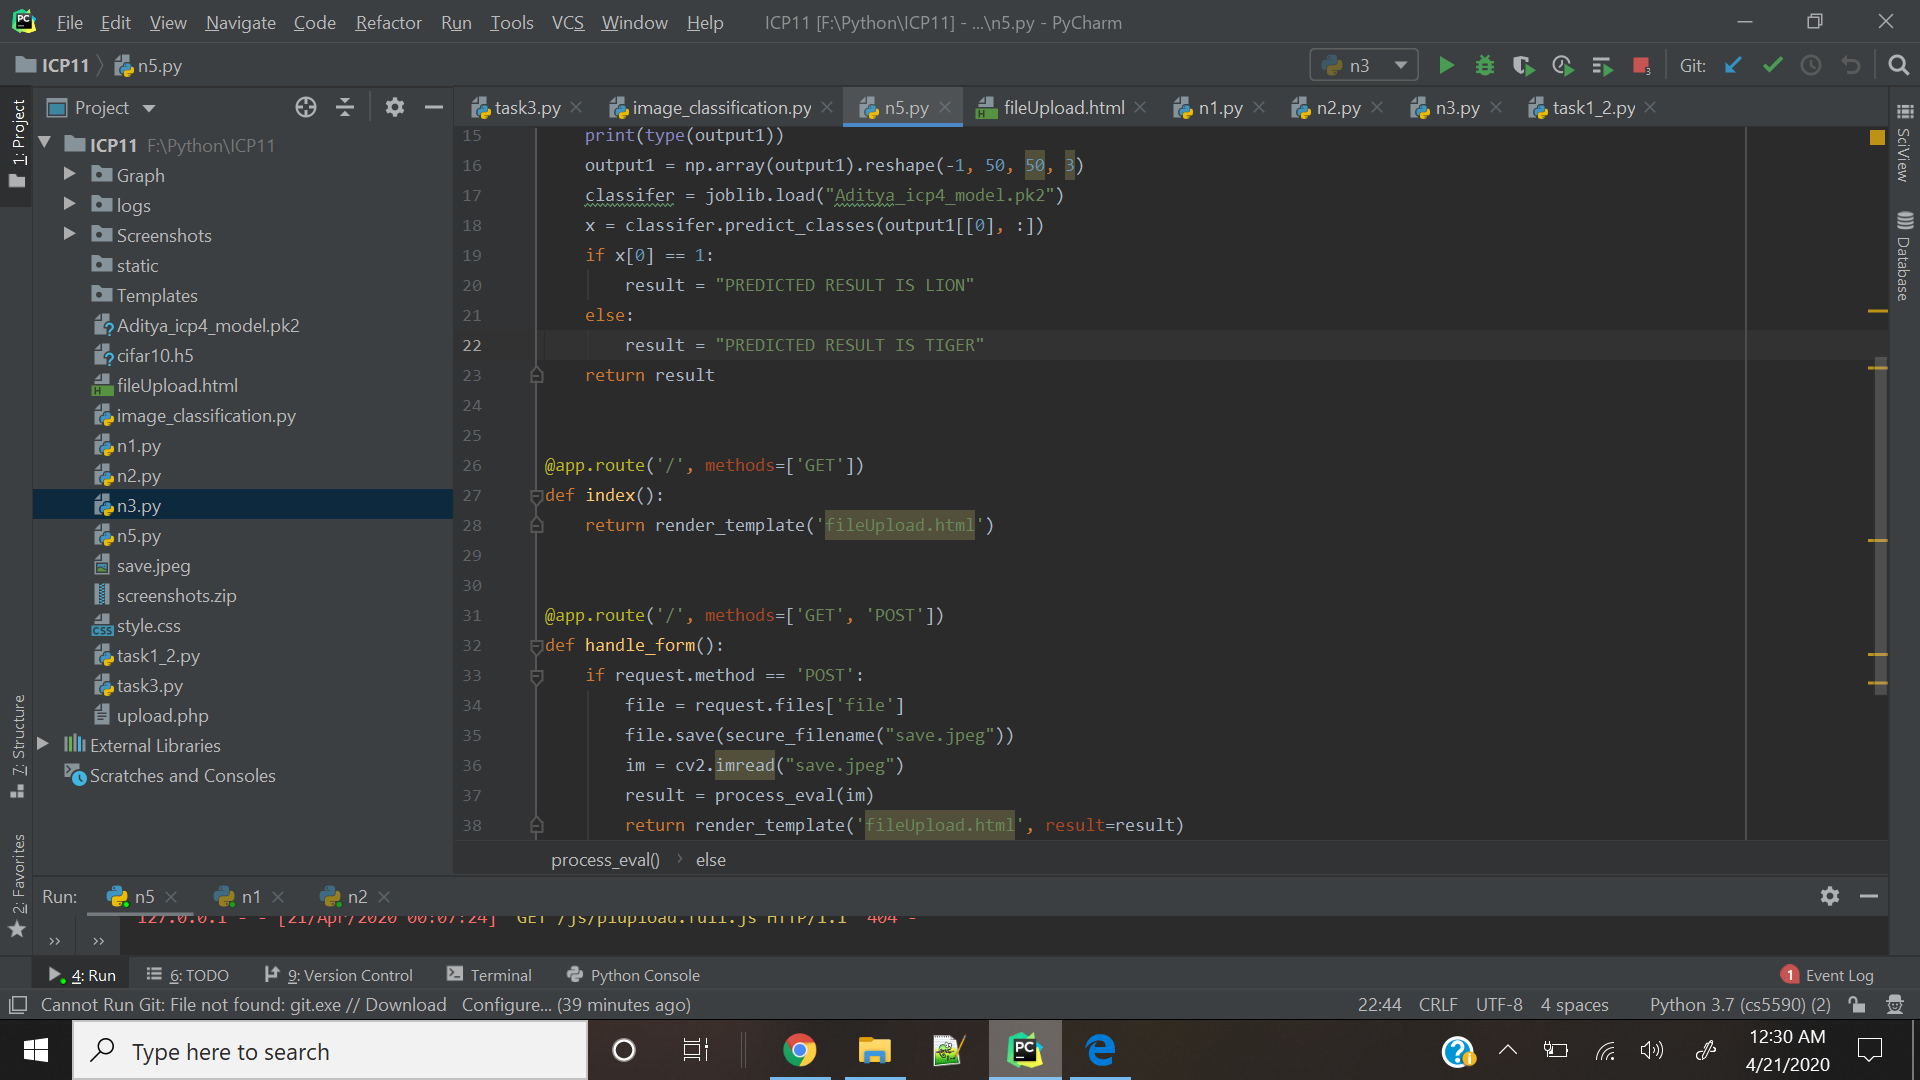 File Edit View Navigate Code Refactor Run Tools VCS Window Help ICP11 [F:\Python\ICP11] - ...\n5.py - PyCharm
ICP11 n5.py n3 Git:
Project task3.py image_classification.py n5.py fileUpload.html n1.py n2.py n3.py task1_2.py
1: Project
7: Structure
2: Favorites
SciView
Database
ICP11 F:\Python\ICP11
Graph
logs
Screenshots
static
Templates
Aditya_icp4_model.pk2
cifar10.h5
fileUpload.html
image_classification.py
n1.py
n2.py
n3.py
n5.py
save.jpeg
screenshots.zip
style.css
task1_2.py
task3.py
upload.php
External Libraries
Scratches and Consoles
15 print(type(output1))
16 output1 = np.array(output1).reshape(-1, 50, 50, 3)
17 classifer = joblib.load("Aditya_icp4_model.pk2")
18 x = classifer.predict_classes(output1[[0], :])
19 if x[0] == 1:
20 result = "PREDICTED RESULT IS LION"
21 else:
22 result = "PREDICTED RESULT IS TIGER"
23 return result
24
25
26 @app.route('/', methods=['GET'])
27 def index():
28 return render_template('fileUpload.html')
29
30
31 @app.route('/', methods=['GET', 'POST'])
32 def handle_form():
33 if request.method == 'POST':
34 file = request.files['file']
35 file.save(secure_filename("save.jpeg"))
36 im = cv2.imread("save.jpeg")
37 result = process_eval(im)
38 return render_template('fileUpload.html', result=result)
process_eval() › else
Run: n5 n1 n2
127.0.0.1 - - [21/Apr/2020 00:07:24] "GET /js/plupload.full.js HTTP/1.1" 404 -
4: Run 6: TODO 9: Version Control Terminal Python Console 1 Event Log
Cannot Run Git: File not found: git.exe // Download Configure... (39 minutes ago) 22:44 CRLF UTF-8 4 spaces Python 3.7 (cs5590) (2)
Type here to search
12:30 AM
4/21/2020